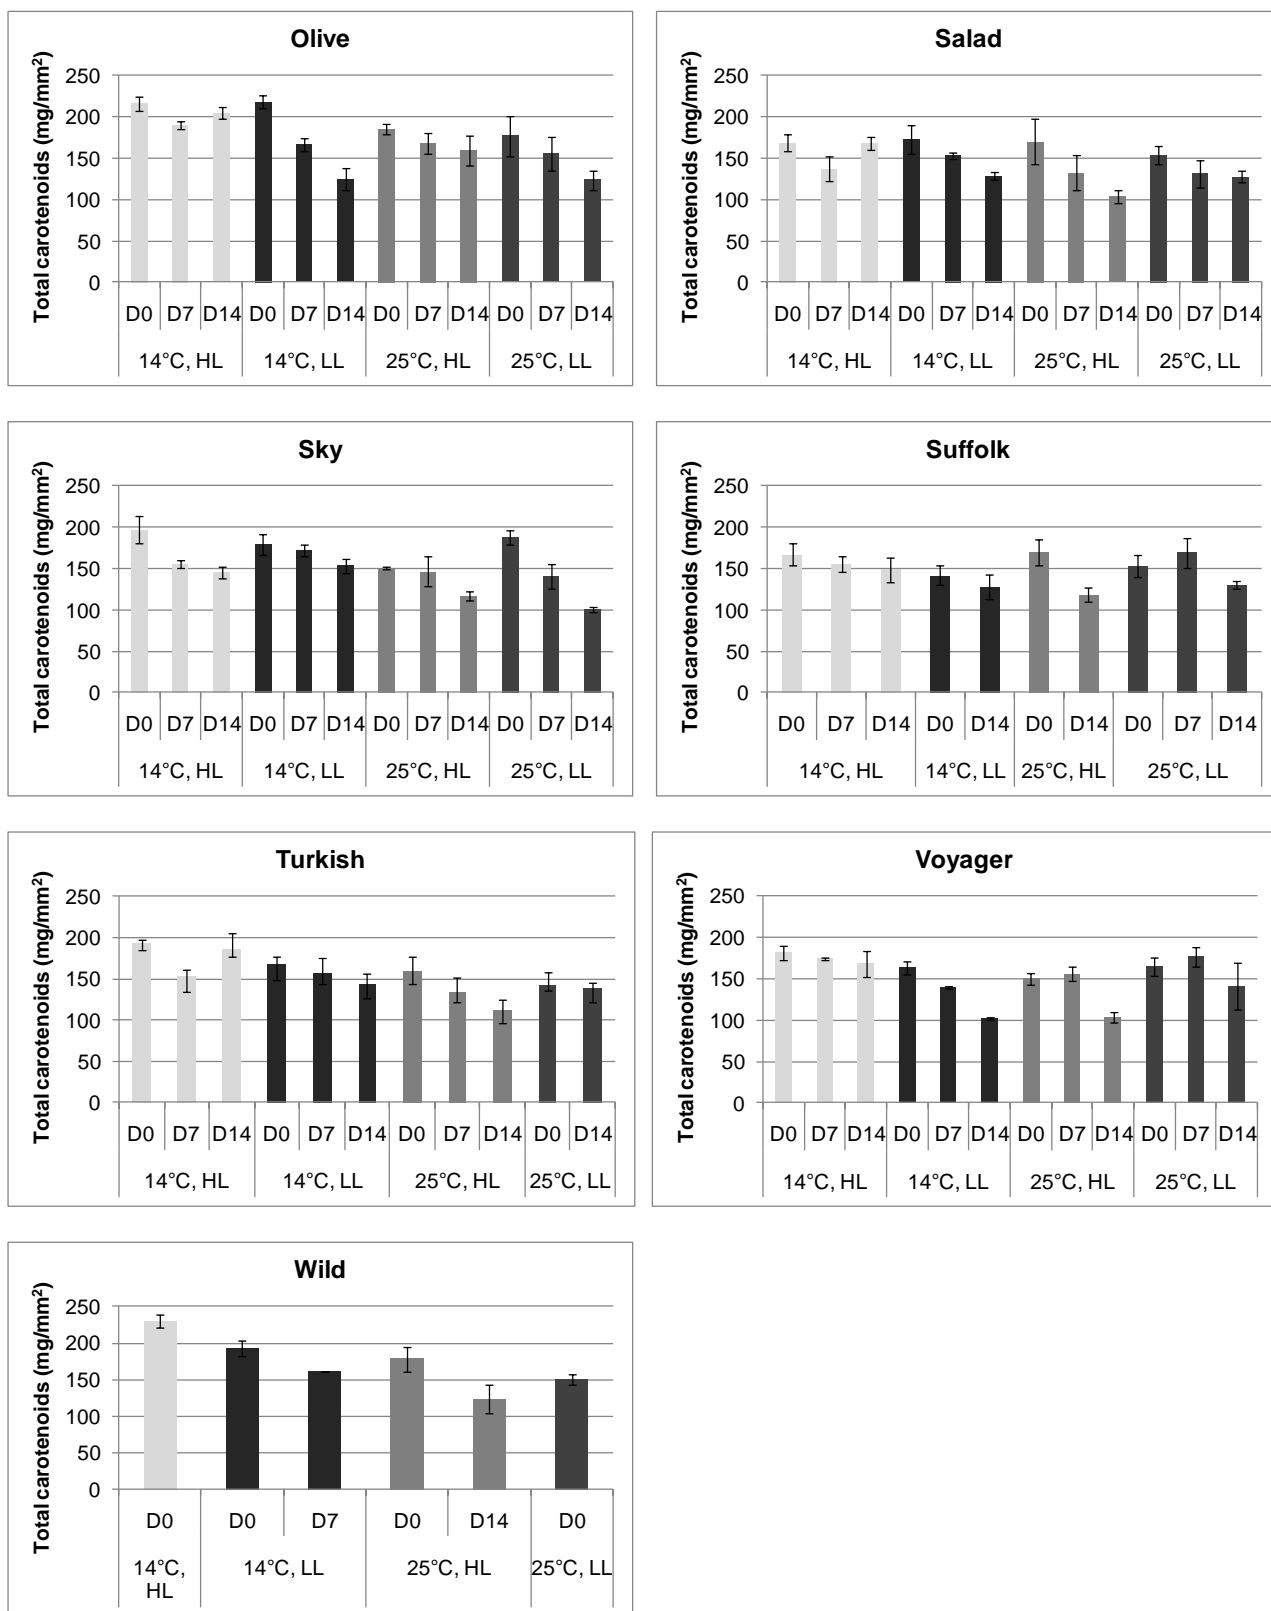 Olive
Total carotenoids (mg/mm²)
250
200
150
100
50
0
D0 D7 D14 D0 D7 D14 D0 D7 D14 D0 D7 D14
14°C, HL 14°C, LL 25°C, HL 25°C, LL
Salad
Total carotenoids (mg/mm²)
250
200
150
100
50
0
D0 D7 D14 D0 D7 D14 D0 D7 D14 D0 D7 D14
14°C, HL 14°C, LL 25°C, HL 25°C, LL
Sky
Total carotenoids (mg/mm²)
250
200
150
100
50
0
D0 D7 D14 D0 D7 D14 D0 D7 D14 D0 D7 D14
14°C, HL 14°C, LL 25°C, HL 25°C, LL
Suffolk
Total carotenoids (mg/mm²)
250
200
150
100
50
0
D0 D7 D14 D0 D14 D0 D14 D0 D7 D14
14°C, HL 14°C, LL 25°C, HL 25°C, LL
Turkish
Total carotenoids (mg/mm²)
250
200
150
100
50
0
D0 D7 D14 D0 D7 D14 D0 D7 D14 D0 D14
14°C, HL 14°C, LL 25°C, HL 25°C, LL
Voyager
Total carotenoids (mg/mm²)
250
200
150
100
50
0
D0 D7 D14 D0 D7 D14 D0 D7 D14 D0 D7 D14
14°C, HL 14°C, LL 25°C, HL 25°C, LL
Wild
Total carotenoids (mg/mm²)
250
200
150
100
50
0
D0 D0 D7 D0 D14 D0
14°C, HL 14°C, LL 25°C, HL 25°C, LL